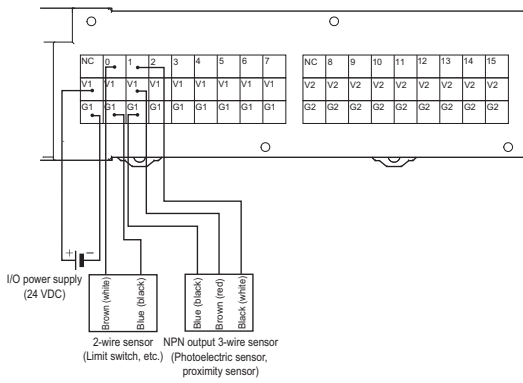 NC 0 1 2 3 4 5 6 7 NC 8 9 10 11 12 13 14 15
V1 V1 V1 V1 V1 V1 V1 V1 V1 V2 V2 V2 V2 V2 V2 V2 V2 V2
G1 G1 G1 G1 G1 G1 G1 G1 G1 G2 G2 G2 G2 G2 G2 G2 G2 G2
+ −
I/O power supply
(24 VDC)
Brown (white)
Blue (black)
Blue (black)
Brown (red)
Black (white)
2-wire sensor
(Limit switch, etc.)
NPN output 3-wire sensor
(Photoelectric sensor,
proximity sensor)